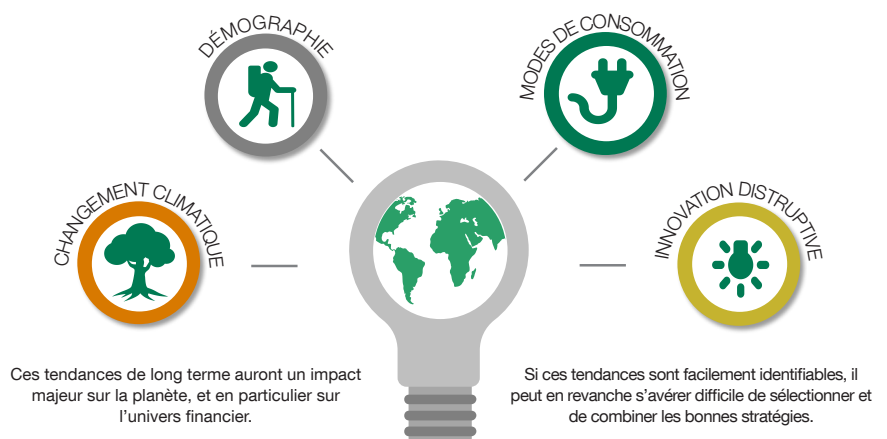 DÉMOGRAPHIE
MODES DE CONSOMMATION
CHANGEMENT CLIMATIQUE
INNOVATION DISTRUPTIVE
Ces tendances de long terme auront un impact
majeur sur la planète, et en particulier sur
l’univers financier.
Si ces tendances sont facilement identifiables, il
peut en revanche s’avérer difficile de sélectionner et
de combiner les bonnes stratégies.